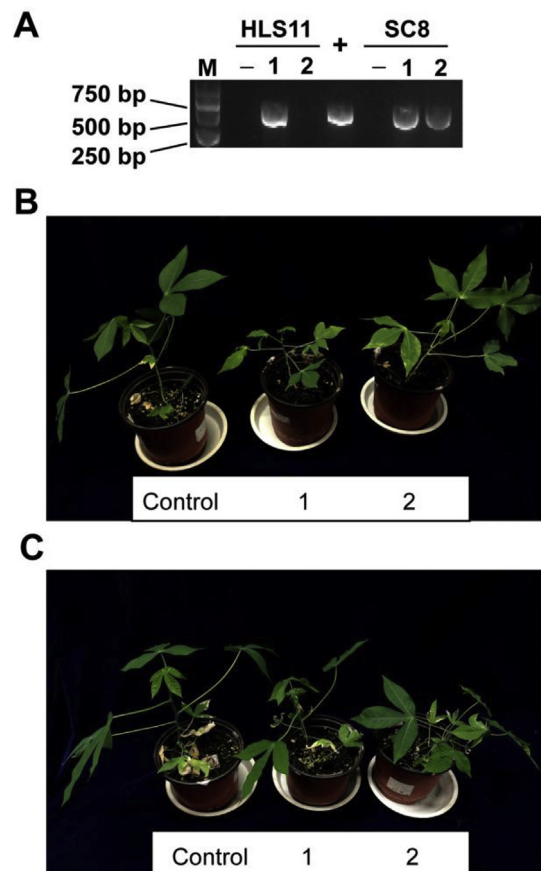 A
HLS11 + SC8
M – 1 2 – 1 2
750 bp
500 bp
250 bp
B
Control 1 2
C
Control 1 2